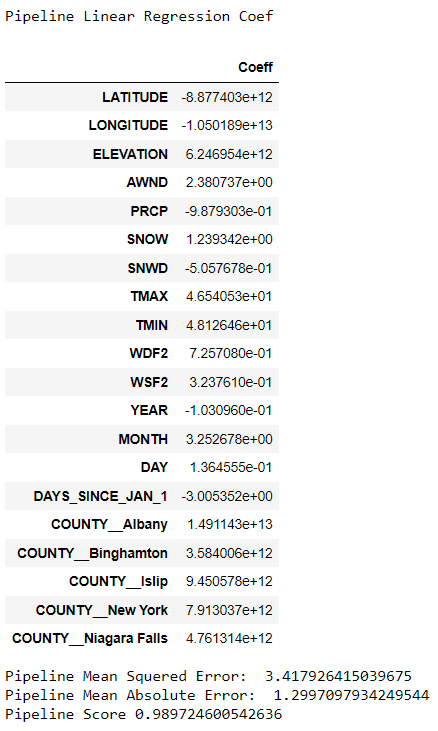 Pipeline Linear Regression Coef
Coeff
LATITUDE -8.877403e+12
LONGITUDE -1.050189e+13
ELEVATION 6.246954e+12
AWND 2.380737e+00
PRCP -9.879303e-01
SNOW 1.239342e+00
SNWD -5.057678e-01
TMAX 4.654053e+01
TMIN 4.812646e+01
WDF2 7.257080e-01
WSF2 3.237610e-01
YEAR -1.030960e-01
MONTH 3.252678e+00
DAY 1.364555e-01
DAYS_SINCE_JAN_1 -3.005352e+00
COUNTY__Albany 1.491143e+13
COUNTY__Binghamton 3.584006e+12
COUNTY__Islip 9.450578e+12
COUNTY__New York 7.913037e+12
COUNTY__Niagara Falls 4.761314e+12
Pipeline Mean Squered Error:  3.417926415039675
Pipeline Mean Absolute Error:  1.2997097934249544
Pipeline Score 0.989724600542636